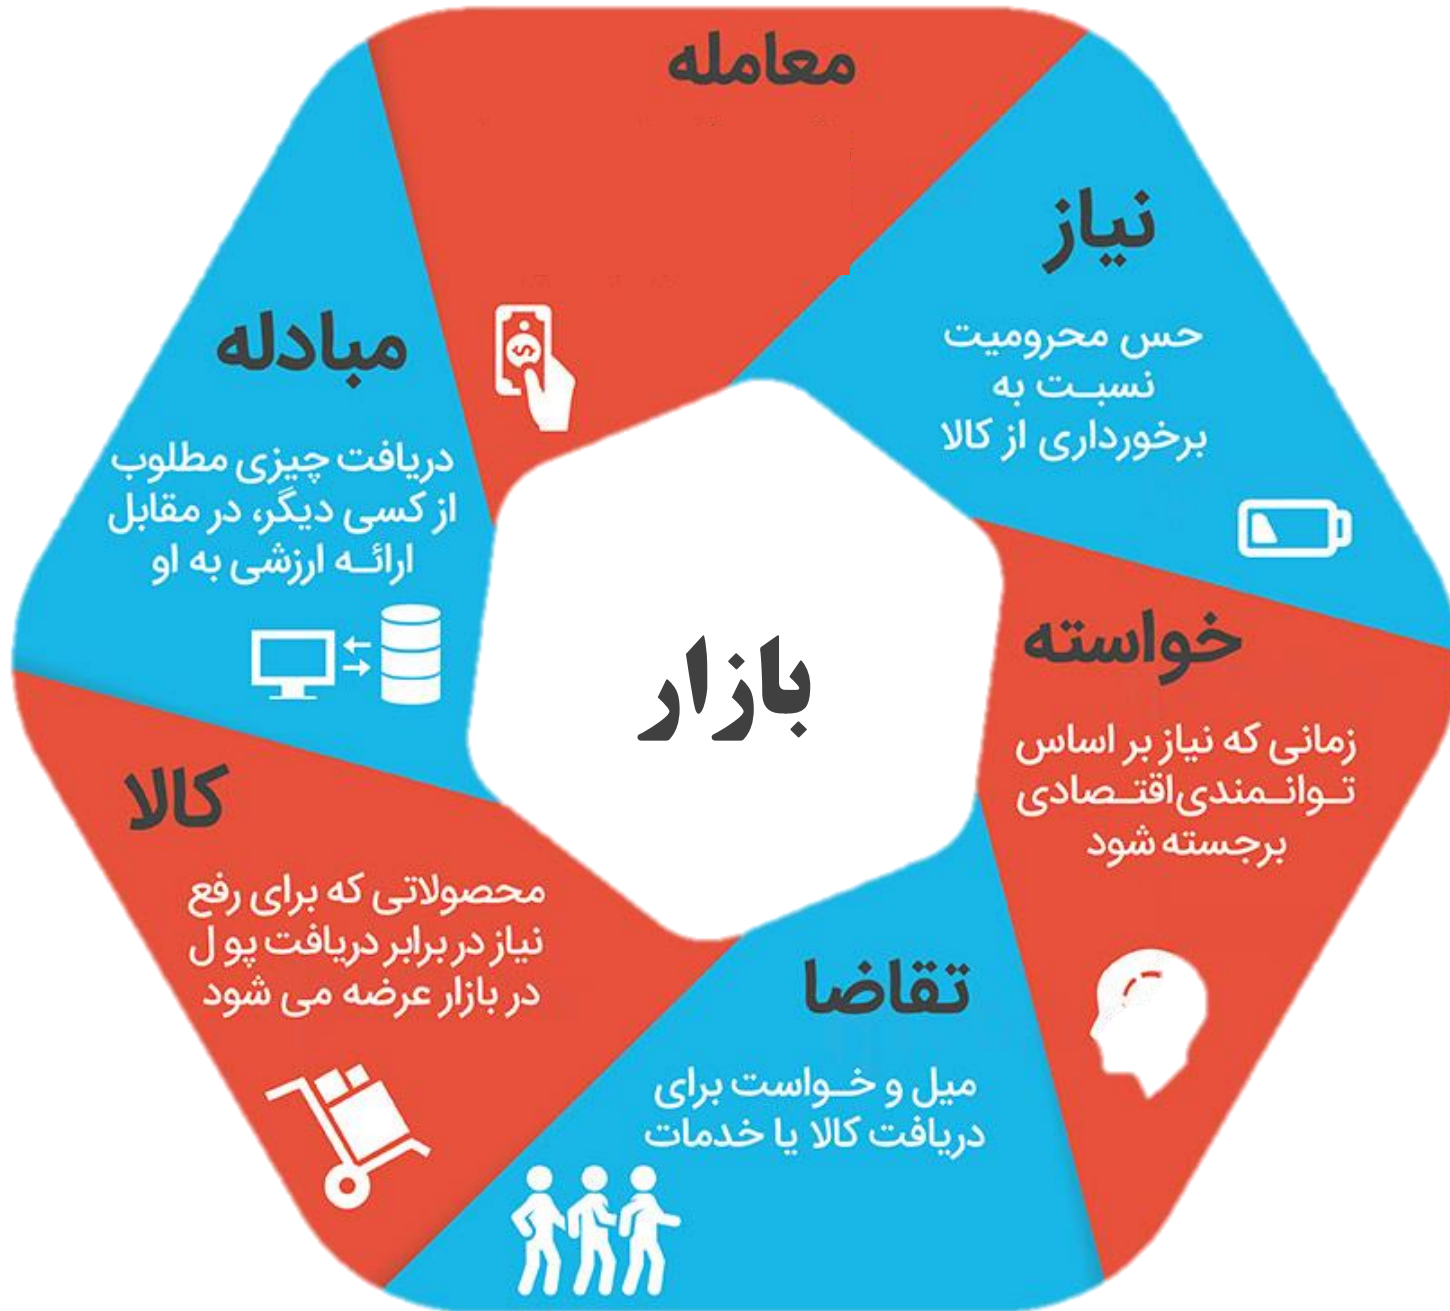 معامله
نیاز
حس محرومیت
نسبت به
برخورداری از کالا
خواسته
زمانی که نیاز بر اساس
توانمندی اقتصادی
برجسته شود
تقاضا
میل و خواست برای
دریافت کالا یا خدمات
کالا
محصولاتی که برای رفع
نیاز در برابر دریافت پول
در بازار عرضه می شود
مبادله
دریافت چیزی مطلوب
از کسی دیگر، در مقابل
ارائه ارزشی به او
بازار